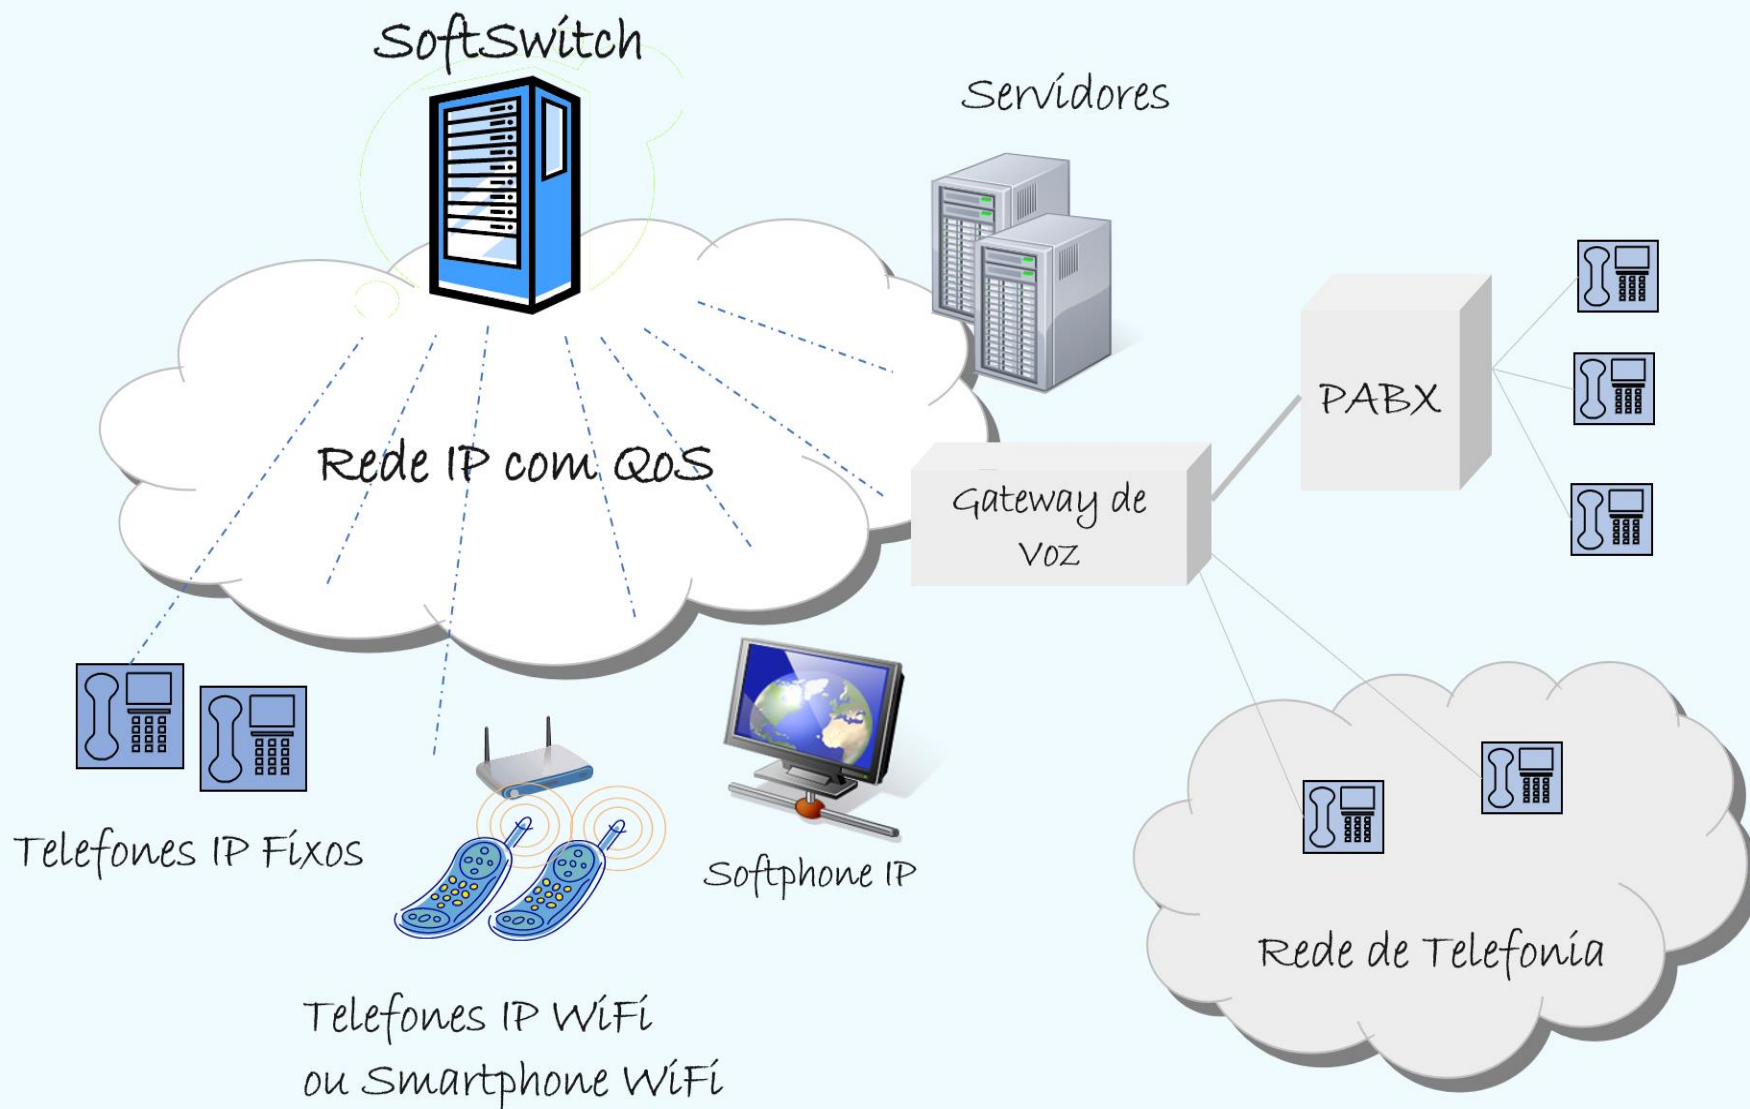 SoftSwitch
Servidores
PABX
Rede IP com QoS
Gateway de
Voz
Telefones IP Fixos
Softphone IP
Rede de Telefonia
Telefones IP WiFi
ou Smartphone WiFi